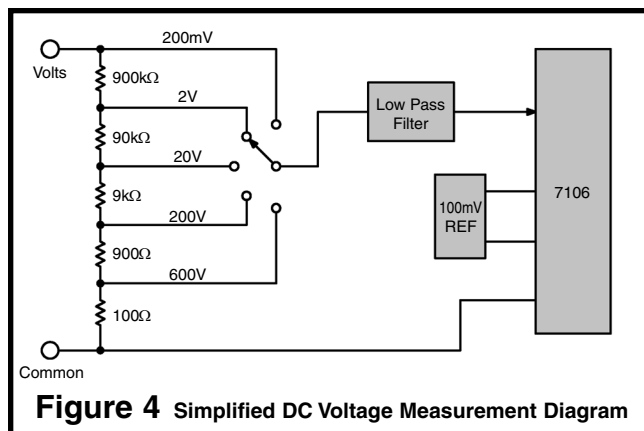 200mV
Volts
900kΩ
2V
Low Pass
Filter
90kΩ
20V
7106
9kΩ
100mV
REF
200V
900Ω
600V
100Ω
Common
Figure 4 Simplified DC Voltage Measurement Diagram